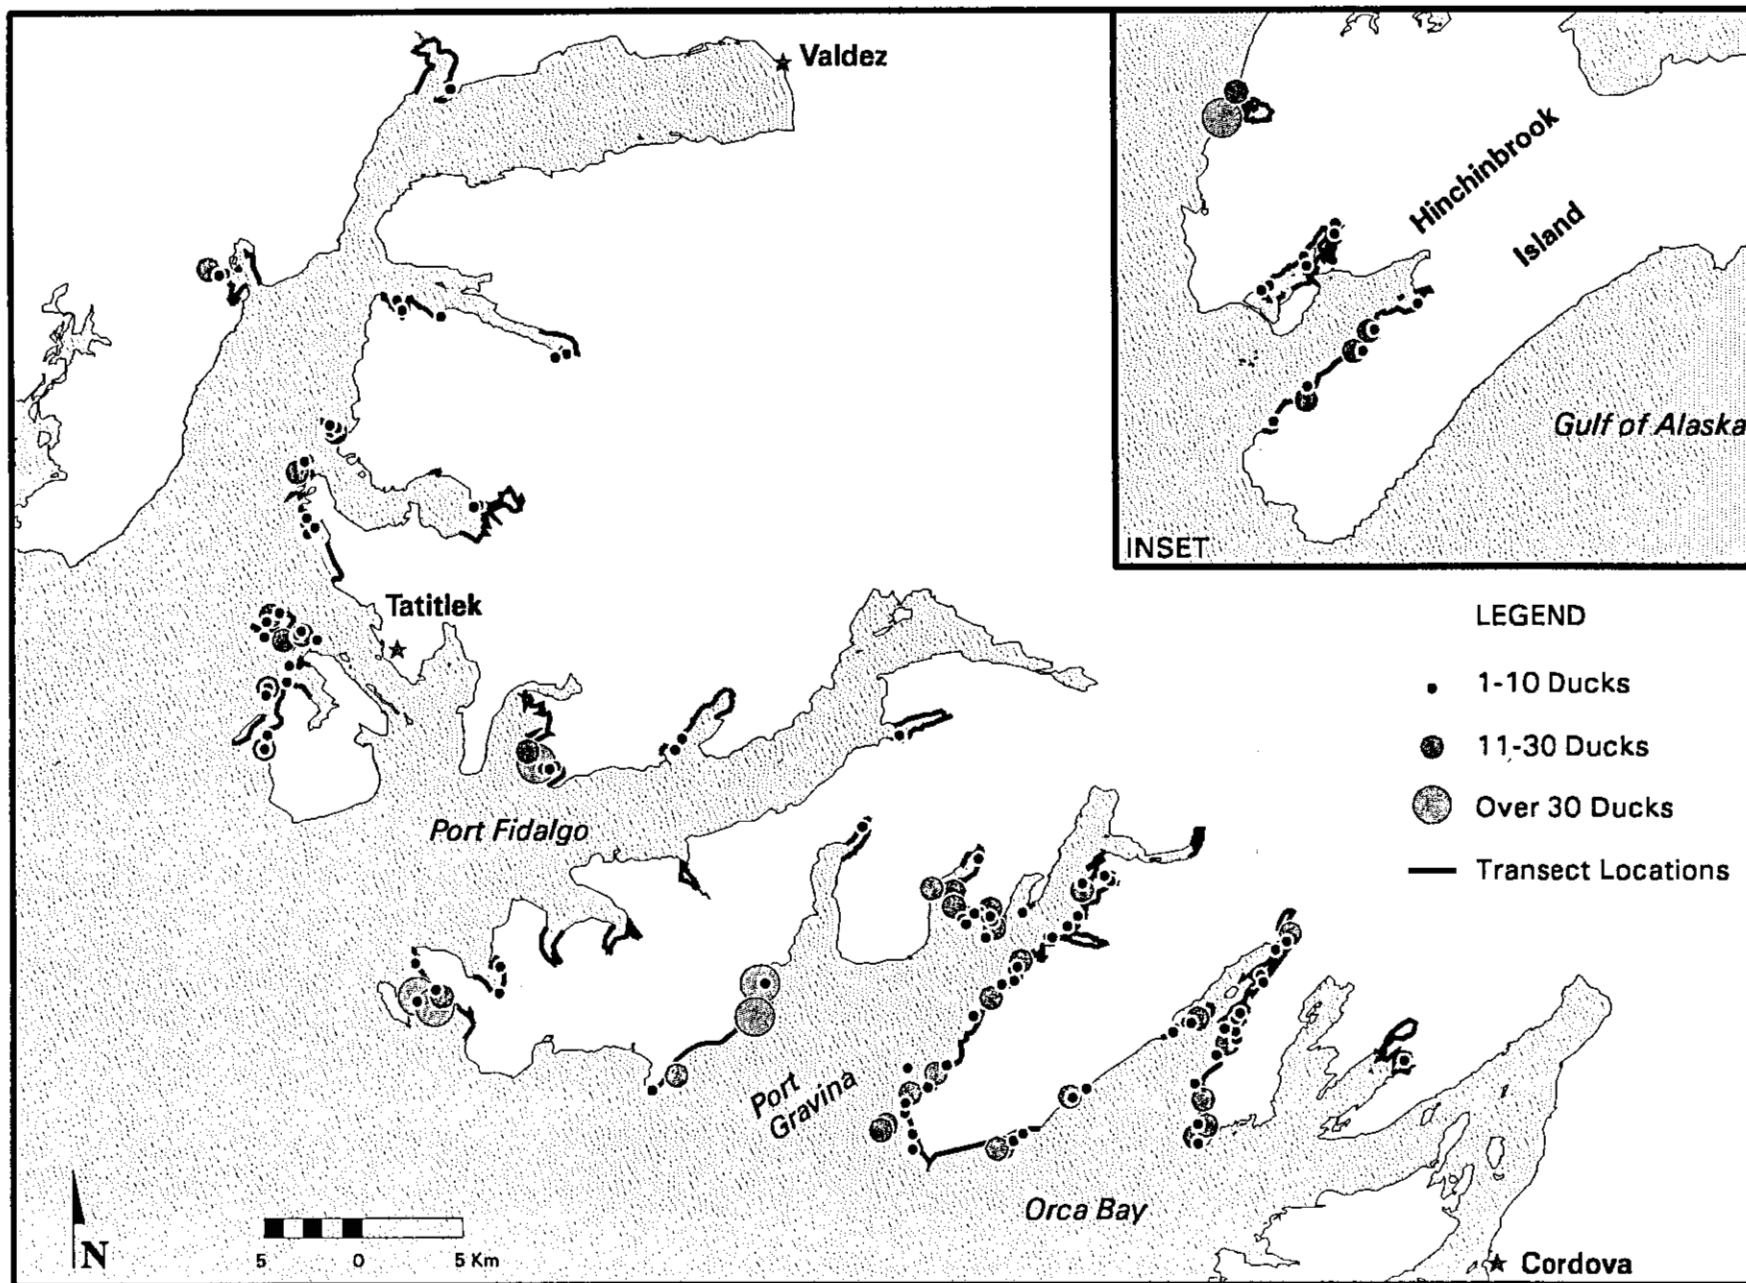 Valdez
Hinchinbrook
Island
Gulf of Alaska
INSET
Tatitlek
LEGEND
1-10 Ducks
11-30 Ducks
Over 30 Ducks
Transect Locations
Port Fidalgo
Port
Gravina
Orca Bay
N
5 0 5 Km
Cordova